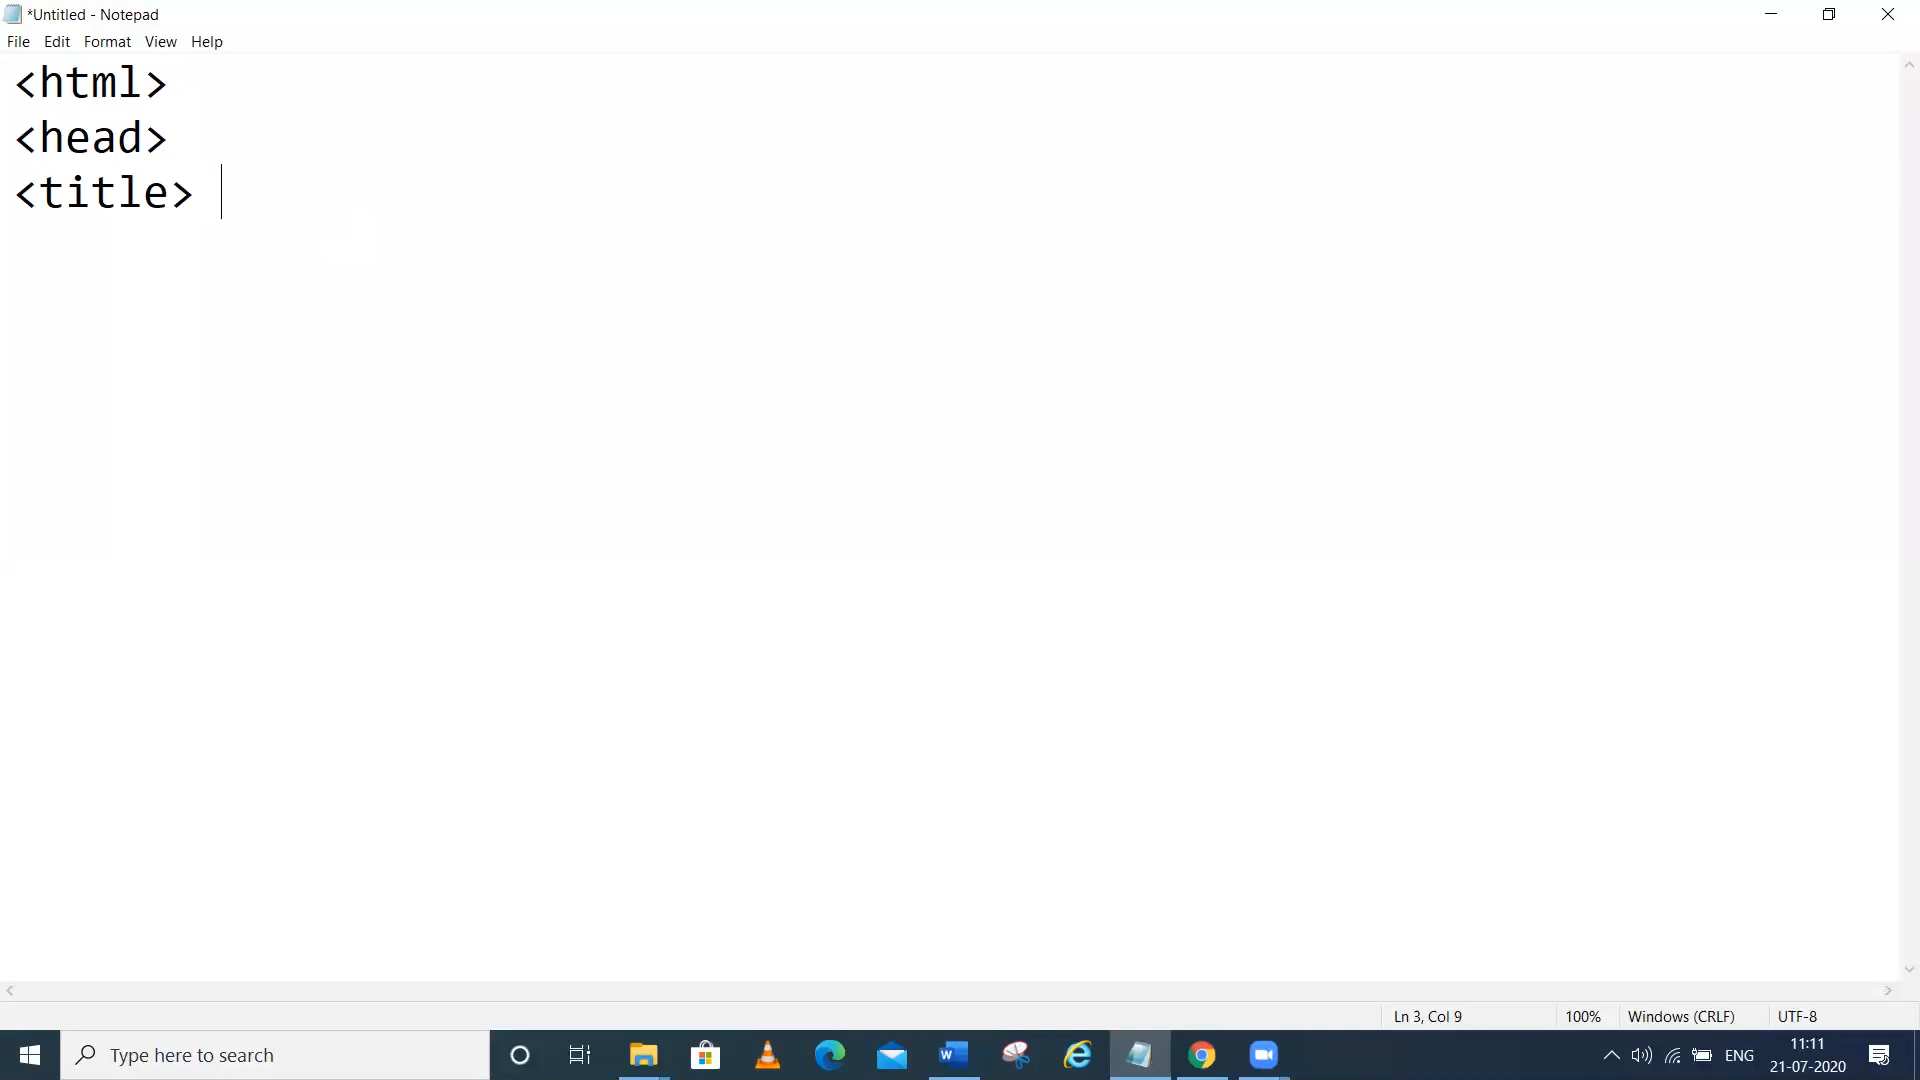 *Untitled - Notepad
File Edit Format View Help
<html>
<head>
<title>
Ln 3, Col 9 100% Windows (CRLF) UTF-8
Type here to search
ENG
11:11
21-07-2020